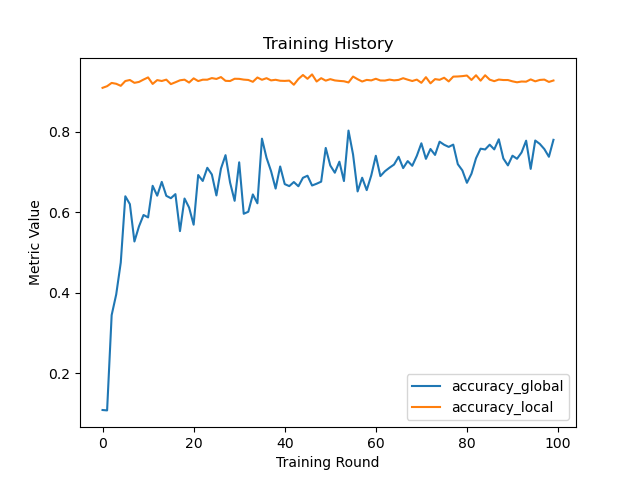 Training History
Metric Value
0.8
0.6
0.4
0.2
0 20 40 60 80 100
Training Round
accuracy_global
accuracy_local